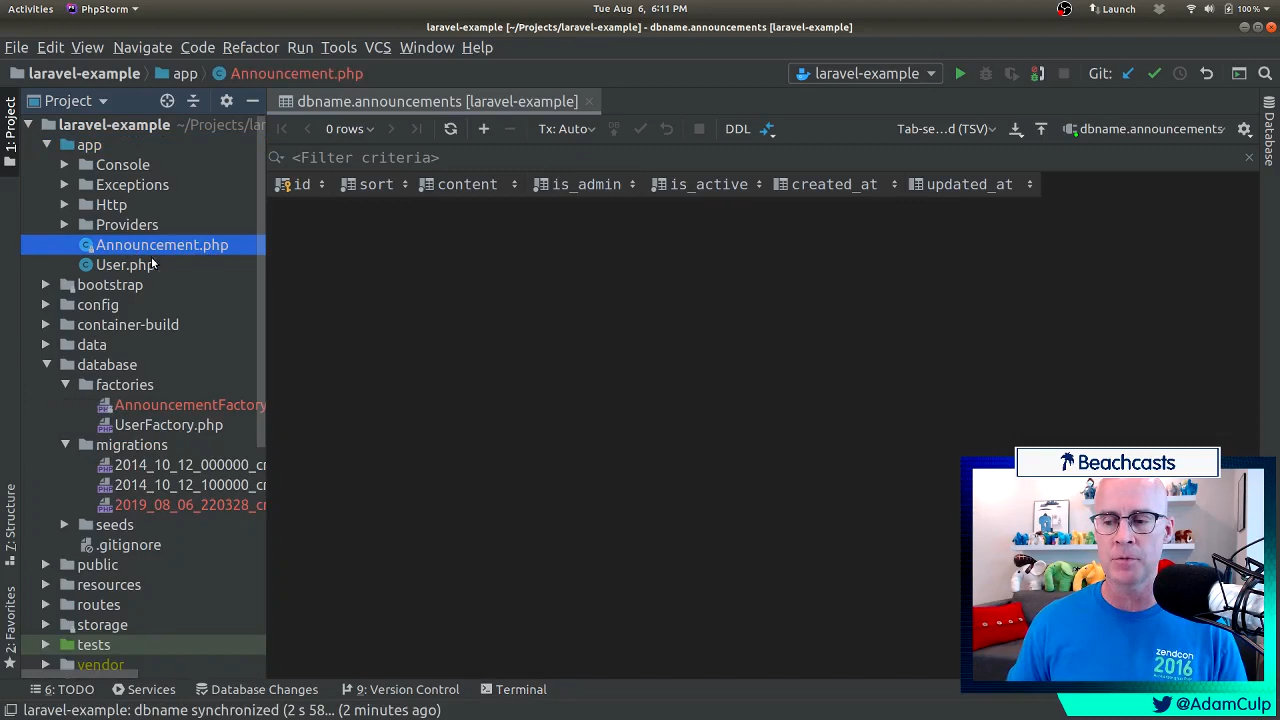 Activities PhpStorm Tue Aug 6, 6:11 PM Launch 100%
laravel-example [~/Projects/laravel-example] - dbname.announcements [laravel-example]
File Edit View Navigate Code Refactor Run Tools VCS Window Help
laravel-example app Announcement.php laravel-example Git:
1: Project
Project
dbname.announcements [laravel-example]
Database
laravel-example ~/Projects/lar
0 rows Tx: Auto DB DDL Tab-se...d (TSV) dbname.announcements
app
<Filter criteria>
Console
id sort content is_admin is_active created_at updated_at
Exceptions
Http
Providers
Announcement.php
User.php
bootstrap
config
container-build
data
database
factories
AnnouncementFactory
UserFactory.php
migrations
2014_10_12_000000_cr
2014_10_12_100000_cr
2019_08_06_220328_cr
seeds
.gitignore
public
resources
routes
storage
tests
vendor
Z: Structure
2: Favorites
Beachcasts
zendcon
2016
6: TODO Services Database Changes 9: Version Control Terminal
laravel-example: dbname synchronized (2 s 58... (2 minutes ago)
@AdamCulp